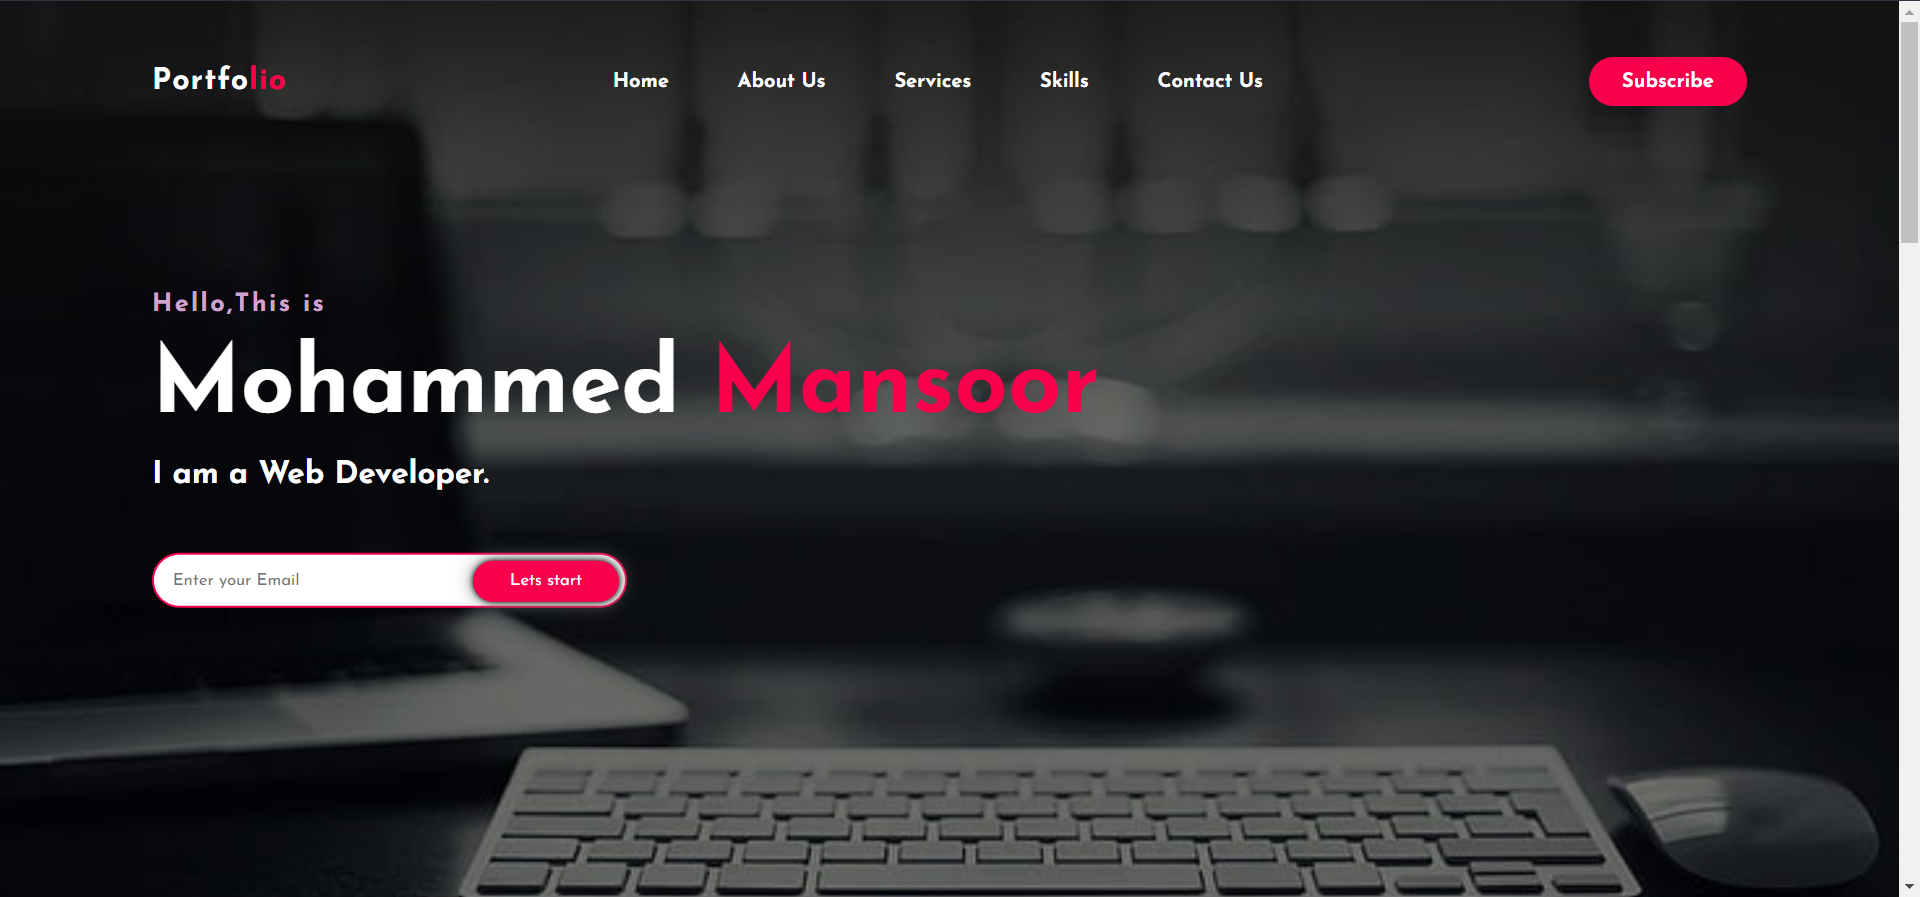 Portfolio
Home About Us Services Skills Contact Us
Subscribe
Hello,This is
Mohammed Mansoor
I am a Web Developer.
Enter your Email
Lets start